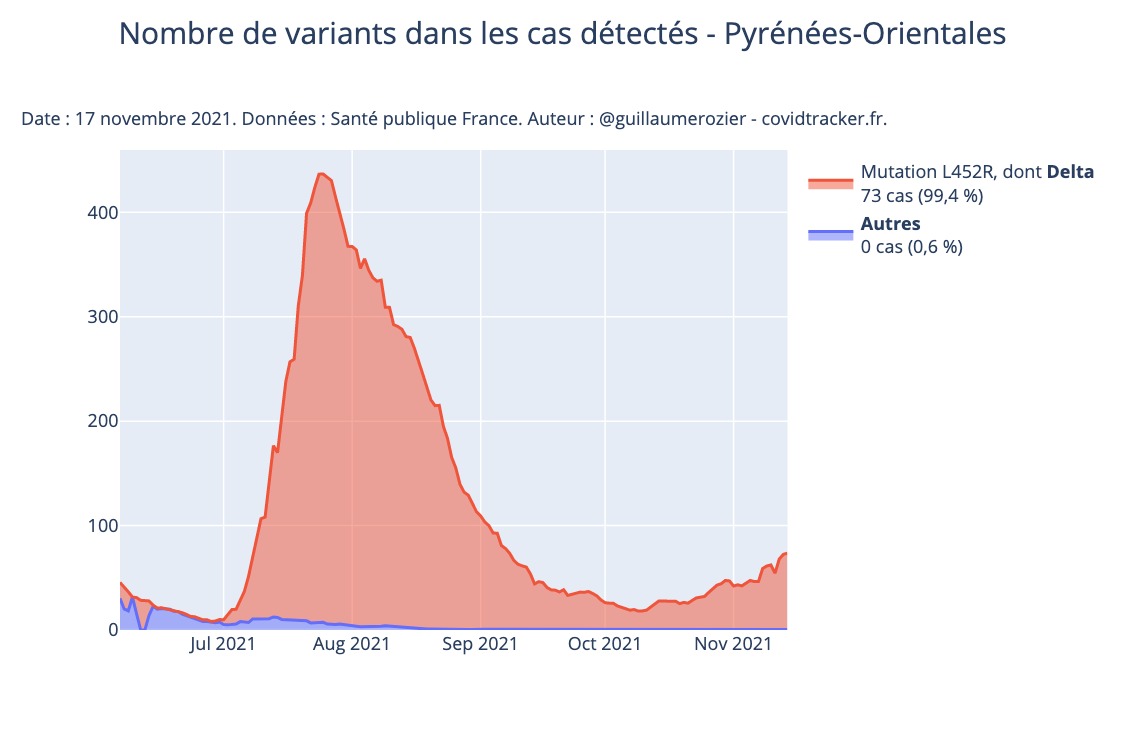 Nombre de variants dans les cas détectés - Pyrénées-Orientales
Date : 17 novembre 2021. Données : Santé publique France. Auteur : @guillaumerozier - covidtracker.fr.
Mutation L452R, dont Delta
73 cas (99,4 %)
Autres
0 cas (0,6 %)
400
300
200
100
0
Jul 2021
Aug 2021
Sep 2021
Oct 2021
Nov 2021